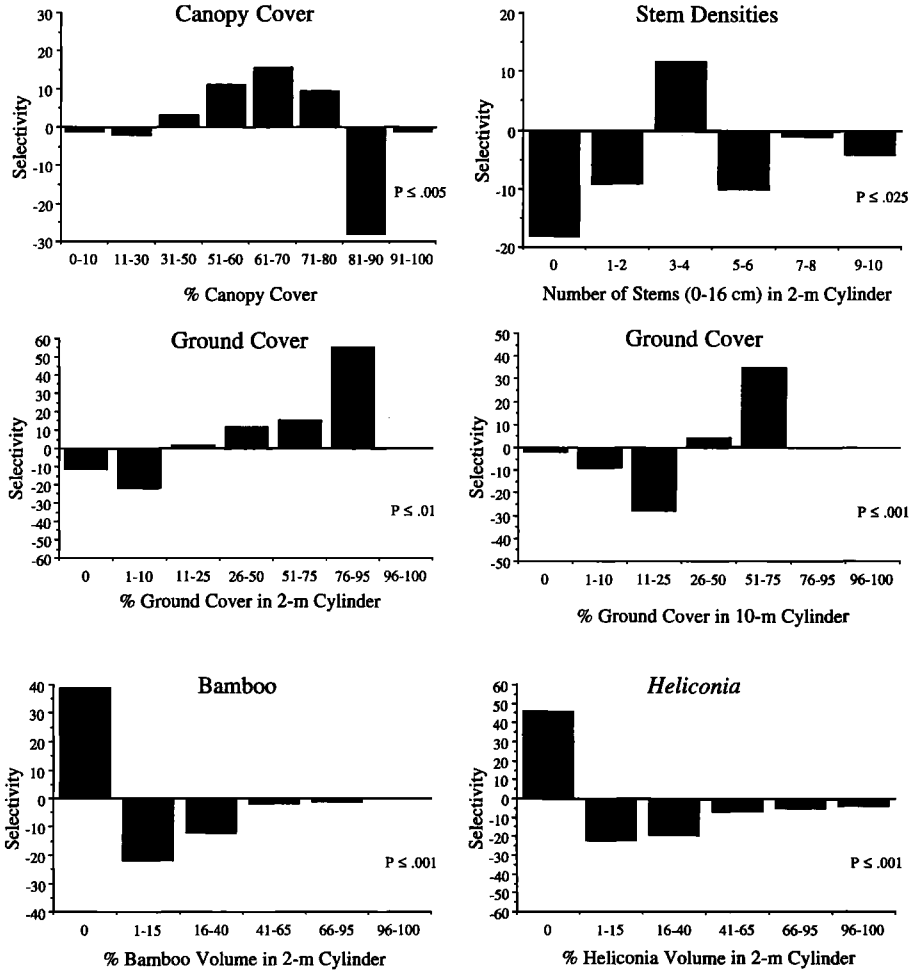 Canopy Cover
30
20
10
0
-10
-20
-30
Selectivity
P ≤ .005
0-10 11-30 31-50 51-60 61-70 71-80 81-90 91-100
% Canopy Cover
Stem Densities
20
10
0
-10
-20
Selectivity
P ≤ .025
0 1-2 3-4 5-6 7-8 9-10
Number of Stems (0-16 cm) in 2-m Cylinder
Ground Cover
60
50
40
30
20
10
0
-10
-20
-30
-40
-50
-60
Selectivity
P ≤ .01
0 1-10 11-25 26-50 51-75 76-95 96-100
% Ground Cover in 2-m Cylinder
Ground Cover
50
40
30
20
10
0
-10
-20
-30
-40
-50
Selectivity
P ≤ .001
0 1-10 11-25 26-50 51-75 76-95 96-100
% Ground Cover in 10-m Cylinder
Bamboo
40
30
20
10
0
-10
-20
-30
-40
Selectivity
P ≤ .001
0 1-15 16-40 41-65 66-95 96-100
% Bamboo Volume in 2-m Cylinder
Heliconia
60
50
40
30
20
10
0
-10
-20
-30
-40
-50
-60
Selectivity
P ≤ .001
0 1-15 16-40 41-65 66-95 96-100
% Heliconia Volume in 2-m Cylinder